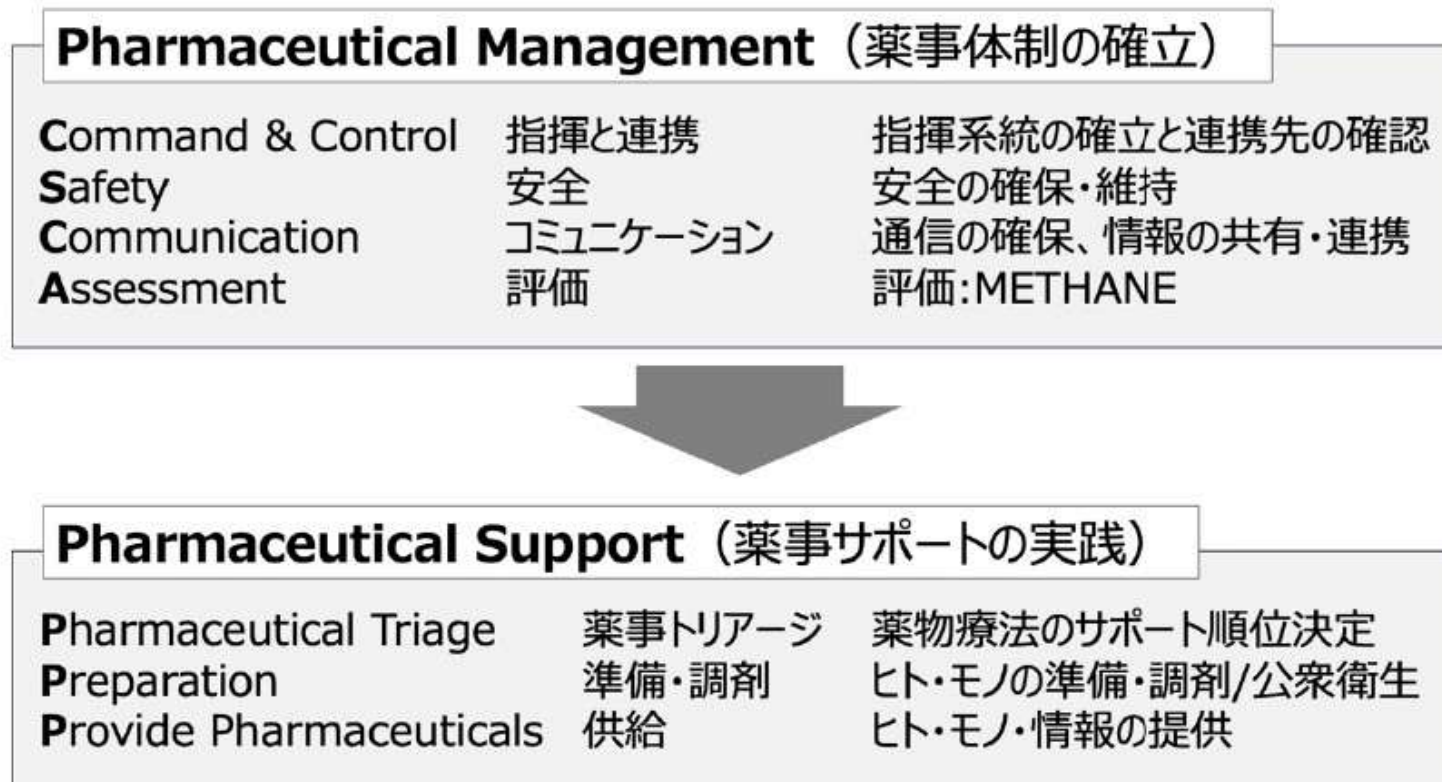 Pharmaceutical Management（薬事体制の確立）
Command & Control 指揮と連携 指揮系統の確立と連携先の確認
Safety 安全 安全の確保・維持
Communication コミュニケーション 通信の確保、情報の共有・連携
Assessment 評価 評価:METHANE
Pharmaceutical Support（薬事サポートの実践）
Pharmaceutical Triage 薬事トリアージ 薬物療法のサポート順位決定
Preparation 準備・調剤 ヒト・モノの準備・調剤/公衆衛生
Provide Pharmaceuticals 供給 ヒト・モノ・情報の提供